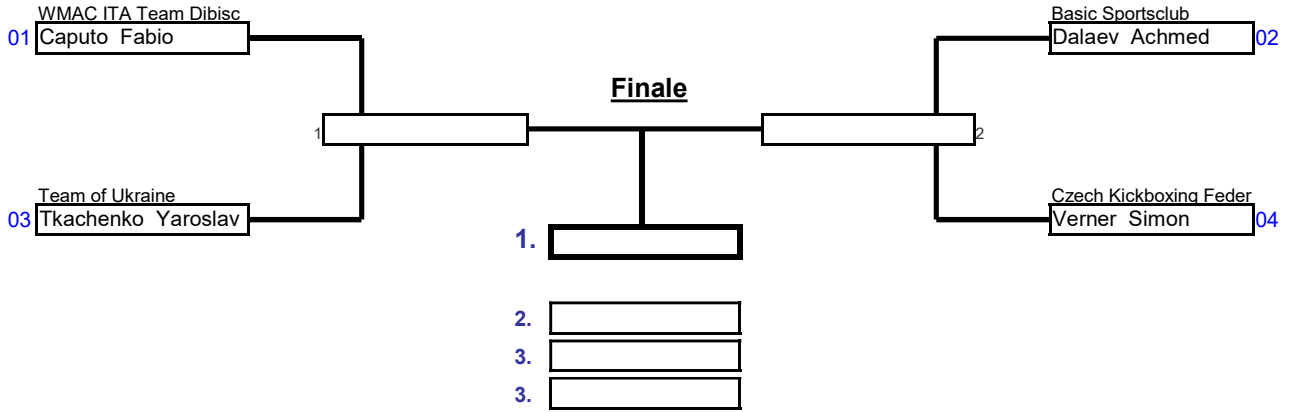 WMAC ITA Team Dibisc
01 Caputo Fabio
Basic Sportsclub
Dalaev Achmed 02
Finale
1
2
Team of Ukraine
03 Tkachenko Yaroslav
Czech Kickboxing Feder
Verner Simon 04
1.
2.
3.
3.